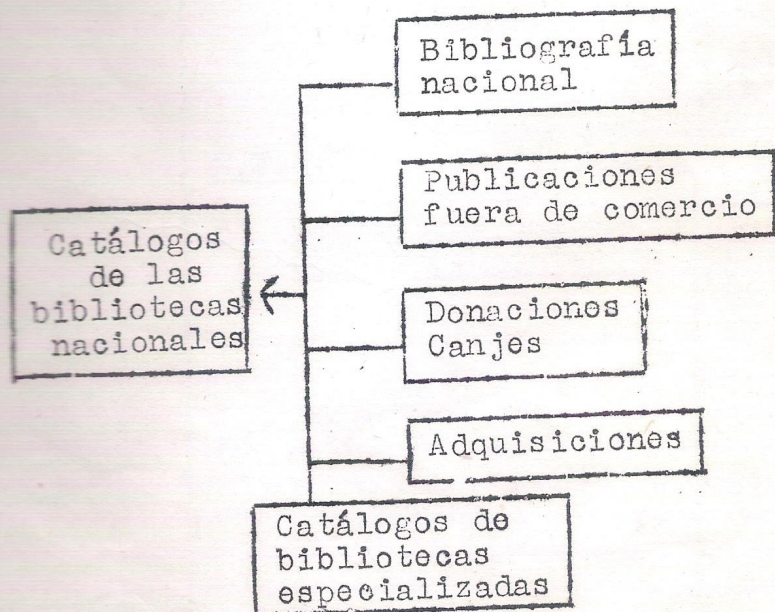 Bibliografía
nacional
Publicaciones
fuera de comercio
Catálogos
de las
bibliotecas
nacionales
Donaciones
Canjes
Adquisiciones
Catálogos de
bibliotecas
especializadas